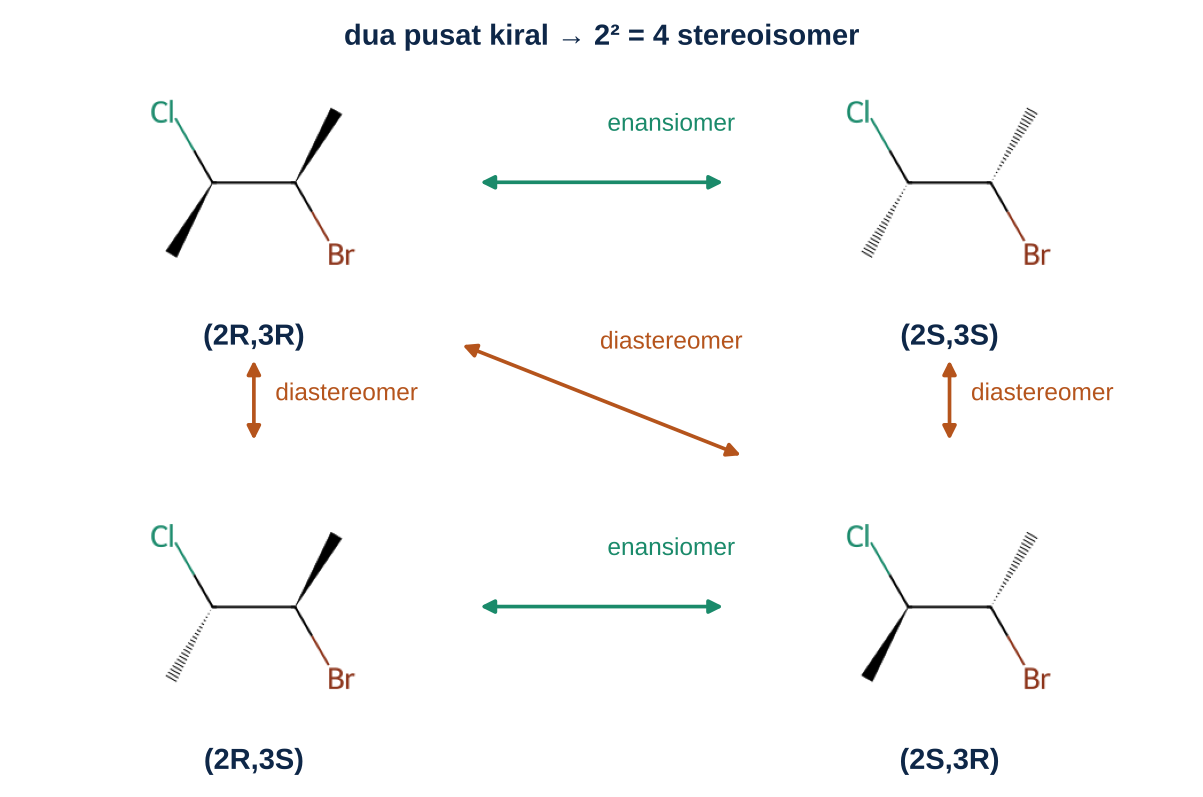 dua pusat kiral → 2² = 4 stereoisomer
Cl
enansiomer
Cl
Br
Br
(2R,3R)
diastereomer
(2S,3S)
diastereomer
diastereomer
Cl
enansiomer
Cl
Br
Br
(2R,3S)
(2S,3R)